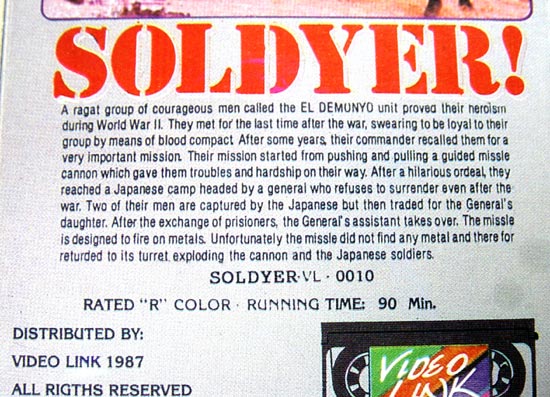 SOLDYER!
A ragat group of courageous men called the EL DEMONYO unit proved their heroism
during World War II. They met for the last time after the war, swearing to be loyal to their
group by means of blood compact. After some years, their commander recalled them for a
very important mission. Their mission started from pushing and pulling a guided missle
cannon which gave them troubles and hardship on their way. After a hilarious ordeal, they
reached a Japanese camp headed by a general who refuses to surrender even after the
war. Two of their men are captured by the Japanese but then traded for the General's
daughter. After the exchange of prisioners, the General's assistant takes over. The missle
is designed to fire on metals. Unfortunately the missle did not find any metal and there for
returded to its turret exploding the cannon and the Japanese soldiers.
SOLDYER·VL · 0010
RATED "R" COLOR · RUNNING TIME: 90 Min.
DISTRIBUTED BY:
VIDEO LINK 1987
ALL RIGTHS RESERVED
VIDEO
LINK